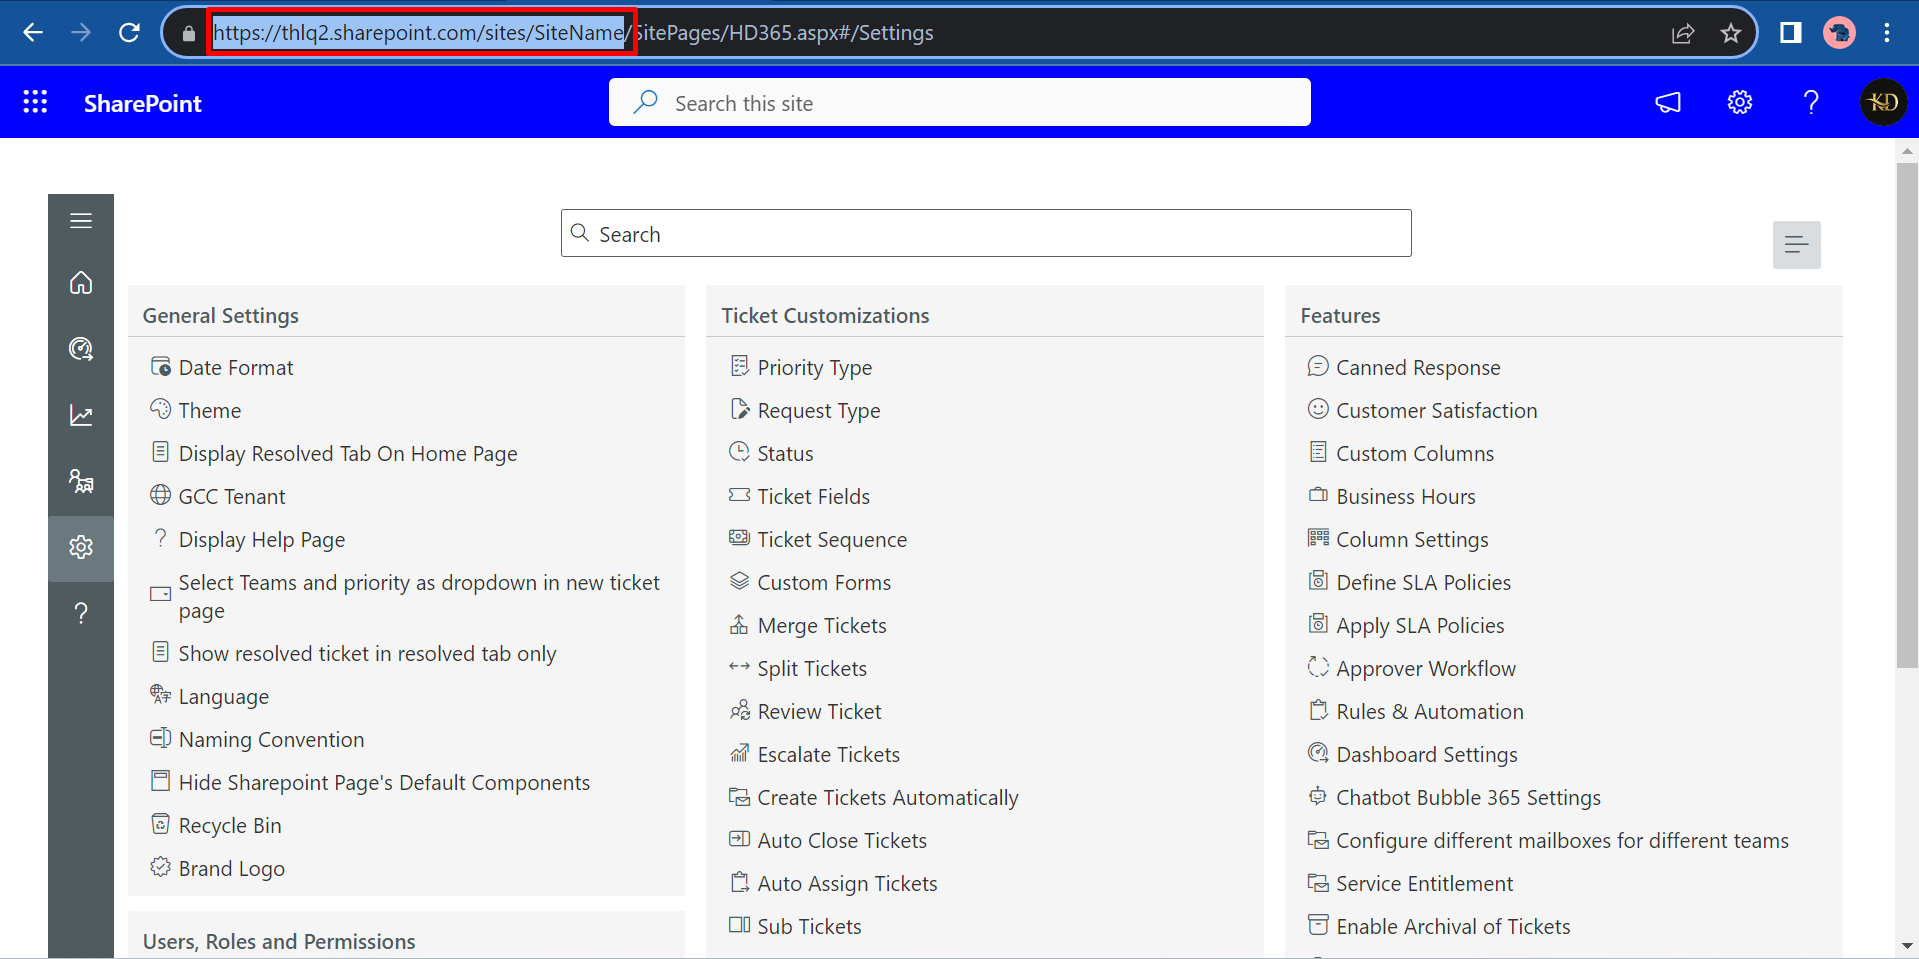 https://thlq2.sharepoint.com/sites/SiteName/SitePages/HD365.aspx#/Settings
SharePoint
Search this site
KD
Search
General Settings
Date Format
Theme
Display Resolved Tab On Home Page
GCC Tenant
Display Help Page
Select Teams and priority as dropdown in new ticket
page
Show resolved ticket in resolved tab only
Language
Naming Convention
Hide Sharepoint Page's Default Components
Recycle Bin
Brand Logo
Users, Roles and Permissions
Ticket Customizations
Priority Type
Request Type
Status
Ticket Fields
Ticket Sequence
Custom Forms
Merge Tickets
Split Tickets
Review Ticket
Escalate Tickets
Create Tickets Automatically
Auto Close Tickets
Auto Assign Tickets
Sub Tickets
Features
Canned Response
Customer Satisfaction
Custom Columns
Business Hours
Column Settings
Define SLA Policies
Apply SLA Policies
Approver Workflow
Rules & Automation
Dashboard Settings
Chatbot Bubble 365 Settings
Configure different mailboxes for different teams
Service Entitlement
Enable Archival of Tickets